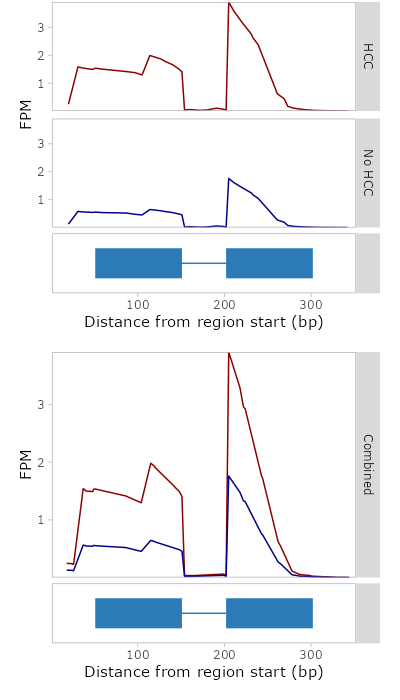 3
2
1
HCC
FPM
3
2
1
No HCC
100 200 300
Distance from region start (bp)
3
2
1
FPM
Combined
100 200 300
Distance from region start (bp)